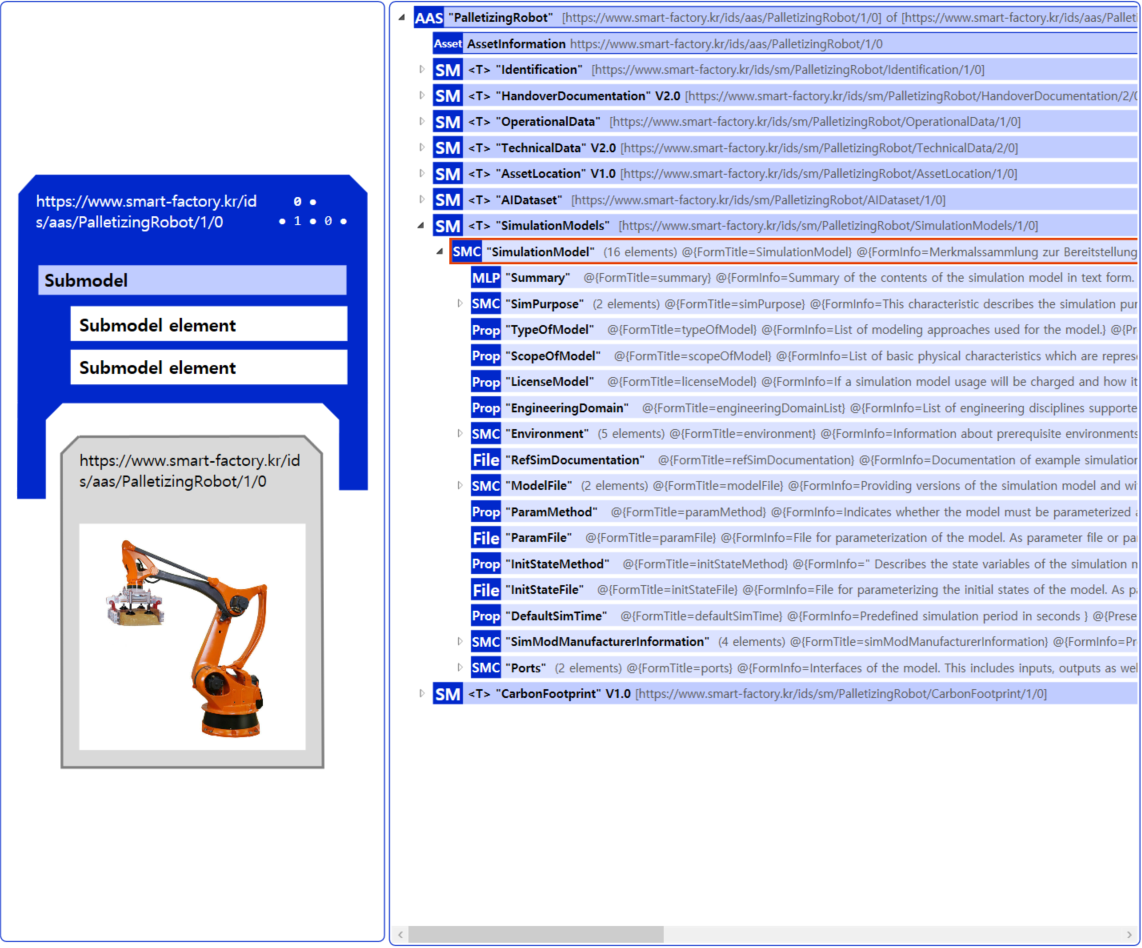 https://www.smart-factory.kr/id
s/aas/PalletizingRobot/1/0
0 ●
● 1 ● 0 ●
Submodel
Submodel element
Submodel element
https://www.smart-factory.kr/id
s/aas/PalletizingRobot/1/0
AAS "PalletizingRobot" [https://www.smart-factory.kr/ids/aas/PalletizingRobot/1/0] of [https://www.smart-factory.kr/ids/aas/Palleti
Asset AssetInformation https://www.smart-factory.kr/ids/aas/PalletizingRobot/1/0
SM <T> "Identification" [https://www.smart-factory.kr/ids/sm/PalletizingRobot/Identification/1/0]
SM <T> "HandoverDocumentation" V2.0 [https://www.smart-factory.kr/ids/sm/PalletizingRobot/HandoverDocumentation/2/0
SM <T> "OperationalData" [https://www.smart-factory.kr/ids/sm/PalletizingRobot/OperationalData/1/0]
SM <T> "TechnicalData" V2.0 [https://www.smart-factory.kr/ids/sm/PalletizingRobot/TechnicalData/2/0]
SM <T> "AssetLocation" V1.0 [https://www.smart-factory.kr/ids/sm/PalletizingRobot/AssetLocation/1/0]
SM <T> "AIDataset" [https://www.smart-factory.kr/ids/sm/PalletizingRobot/AIDataset/1/0]
SM <T> "SimulationModels" [https://www.smart-factory.kr/ids/sm/PalletizingRobot/SimulationModels/1/0]
SMC "SimulationModel" (16 elements) @{FormTitle=SimulationModel} @{FormInfo=Merkmalssammlung zur Bereitstellung
MLP "Summary" @{FormTitle=summary} @{FormInfo=Summary of the contents of the simulation model in text form.
SMC "SimPurpose" (2 elements) @{FormTitle=simPurpose} @{FormInfo=This characteristic describes the simulation pur
Prop "TypeOfModel" @{FormTitle=typeOfModel} @{FormInfo=List of modeling approaches used for the model.} @{Pr
Prop "ScopeOfModel" @{FormTitle=scopeOfModel} @{FormInfo=List of basic physical characteristics which are repres
Prop "LicenseModel" @{FormTitle=licenseModel} @{FormInfo=If a simulation model usage will be charged and how it
Prop "EngineeringDomain" @{FormTitle=engineeringDomainList} @{FormInfo=List of engineering disciplines supporte
SMC "Environment" (5 elements) @{FormTitle=environment} @{FormInfo=Information about prerequisite environments
File "RefSimDocumentation" @{FormTitle=refSimDocumentation} @{FormInfo=Documentation of example simulation
SMC "ModelFile" (2 elements) @{FormTitle=modelFile} @{FormInfo=Providing versions of the simulation model and wi
Prop "ParamMethod" @{FormTitle=paramMethod} @{FormInfo=Indicates whether the model must be parameterized
File "ParamFile" @{FormTitle=paramFile} @{FormInfo=File for parameterization of the model. As parameter file or pa
Prop "InitStateMethod" @{FormTitle=initStateMethod} @{FormInfo=" Describes the state variables of the simulation
File "InitStateFile" @{FormTitle=initStateFile} @{FormInfo=File for parameterizing the initial states of the model. As p
Prop "DefaultSimTime" @{FormTitle=defaultSimTime} @{FormInfo=Predefined simulation period in seconds } @{Prese
SMC "SimModManufacturerInformation" (4 elements) @{FormTitle=simModManufacturerInformation} @{FormInfo=Pr
SMC "Ports" (2 elements) @{FormTitle=ports} @{FormInfo=Interfaces of the model. This includes inputs, outputs as wel
SM <T> "CarbonFootprint" V1.0 [https://www.smart-factory.kr/ids/sm/PalletizingRobot/CarbonFootprint/1/0]